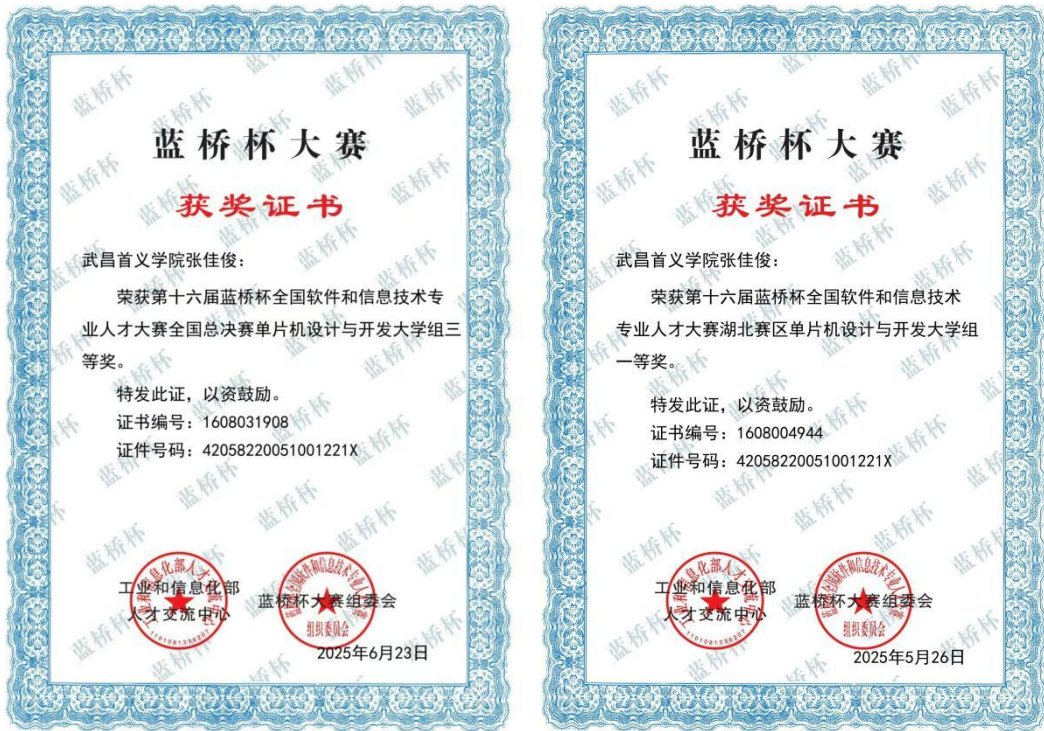 蓝桥杯大赛
获奖证书
武昌首义学院张佳俊：
荣获第十六届蓝桥杯全国软件和信息技术专
业人才大赛全国总决赛单片机设计与开发大学组三
等奖。
特发此证，以资鼓励。
证书编号：1608031908
证件号码：42058220051001221X
工业和信息化部
人才交流中心
蓝桥杯大赛组委会
2025年6月23日
蓝桥杯大赛
获奖证书
武昌首义学院张佳俊：
荣获第十六届蓝桥杯全国软件和信息技术
专业人才大赛湖北赛区单片机设计与开发大学组
一等奖。
特发此证，以资鼓励。
证书编号：1608004944
证件号码：42058220051001221X
工业和信息化部
人才交流中心
蓝桥杯大赛组委会
2025年5月26日